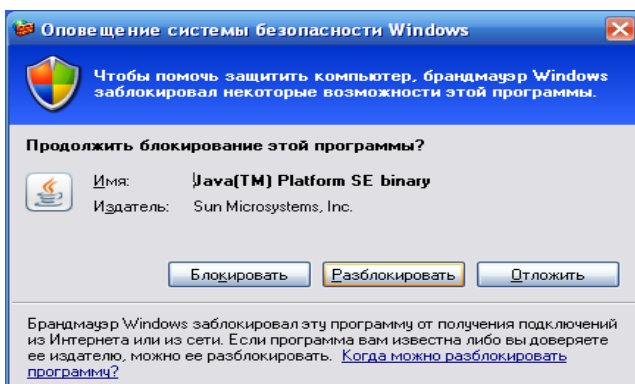 Оповещение системы безопасности Windows
Чтобы помочь защитить компьютер, брандмауэр Windows
заблокировал некоторые возможности этой программы.
Продолжить блокирование этой программы?
Имя: Java(TM) Platform SE binary
Издатель: Sun Microsystems, Inc.
Блокировать Разблокировать Отложить
Брандмауэр Windows заблокировал эту программу от получения подключений
из Интернета или из сети. Если программа вам известна либо вы доверяете
ее издателю, можно ее разблокировать. Когда можно разблокировать
программу?